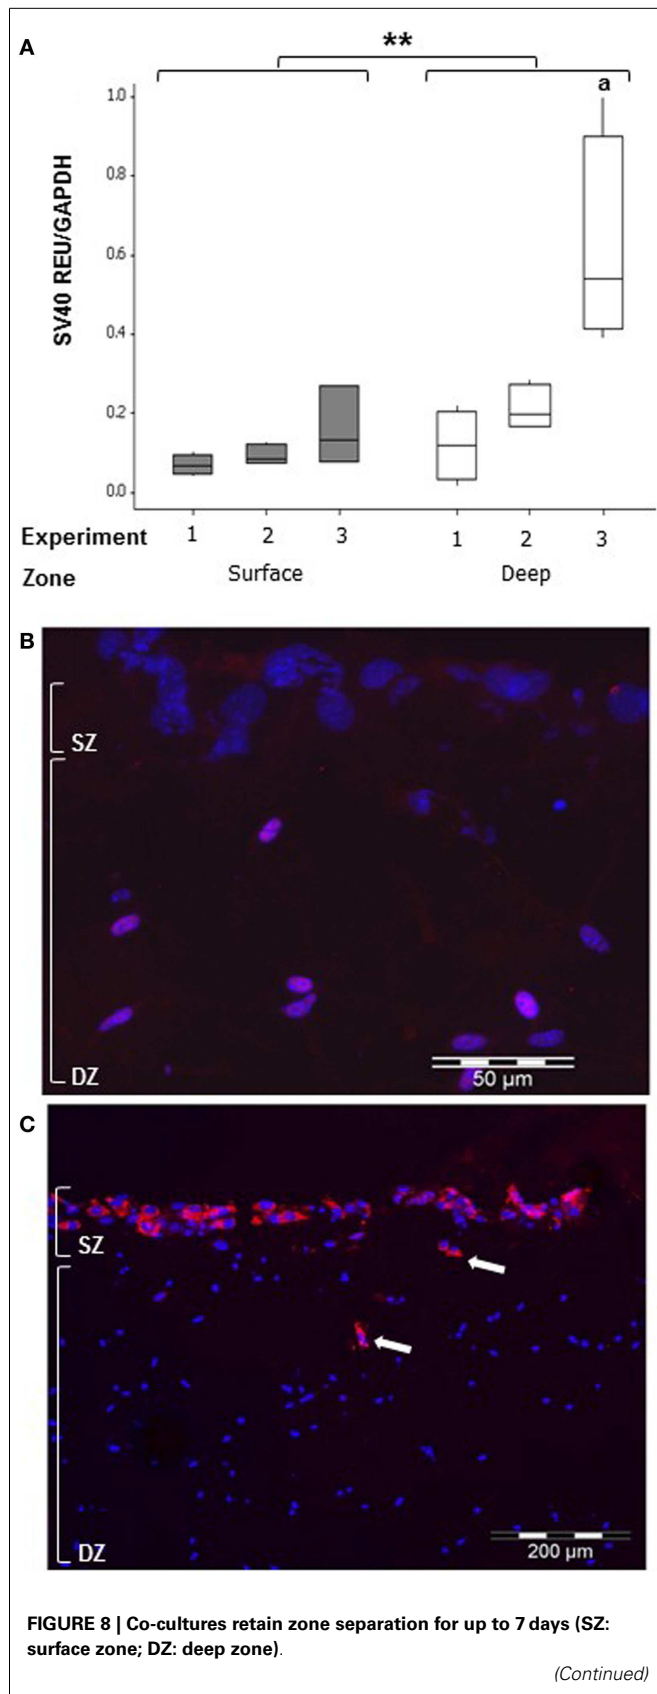 A
**
a
SV40 REU/GAPDH
1.0
0.8
0.6
0.4
0.2
0.0
Experiment 1 2 3 1 2 3
Zone Surface Deep
B
SZ
DZ
50 µm
C
SZ
DZ
200 µm
FIGURE 8 | Co-cultures retain zone separation for up to 7 days (SZ:
surface zone; DZ: deep zone).
(Continued)